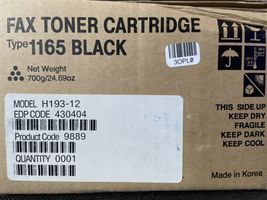 FAX TONER CARTRIDGE
Type 1165 BLACK
Net Weight
700g/24.69oz
3OPL0
MODEL H193-12
EDP CODE 430404
Product Code 9889
QUANTITY 0001
THIS SIDE UP
KEEP DRY
FRAGILE
KEEP DARK
KEEP COOL
Made in Korea